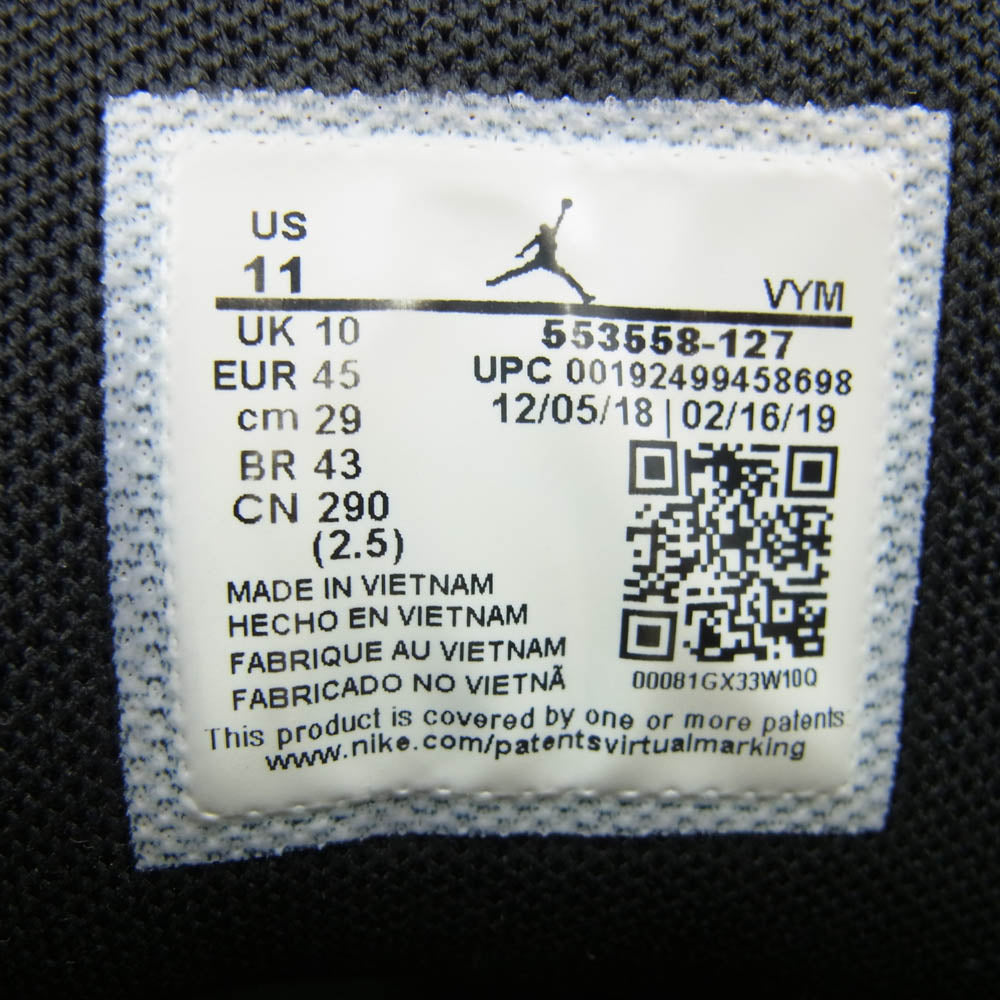 US
11
VYM
UK 10
EUR 45
cm 29
BR 43
CN 290
(2.5)
553558-127
UPC 00192499458698
12/05/18 | 02/16/19
00081GX33W10Q
MADE IN VIETNAM
HECHO EN VIETNAM
FABRIQUE AU VIETNAM
FABRICADO NO VIETNÃ
This product is covered by one or more patents
www.nike.com/patentsvirtualmarking